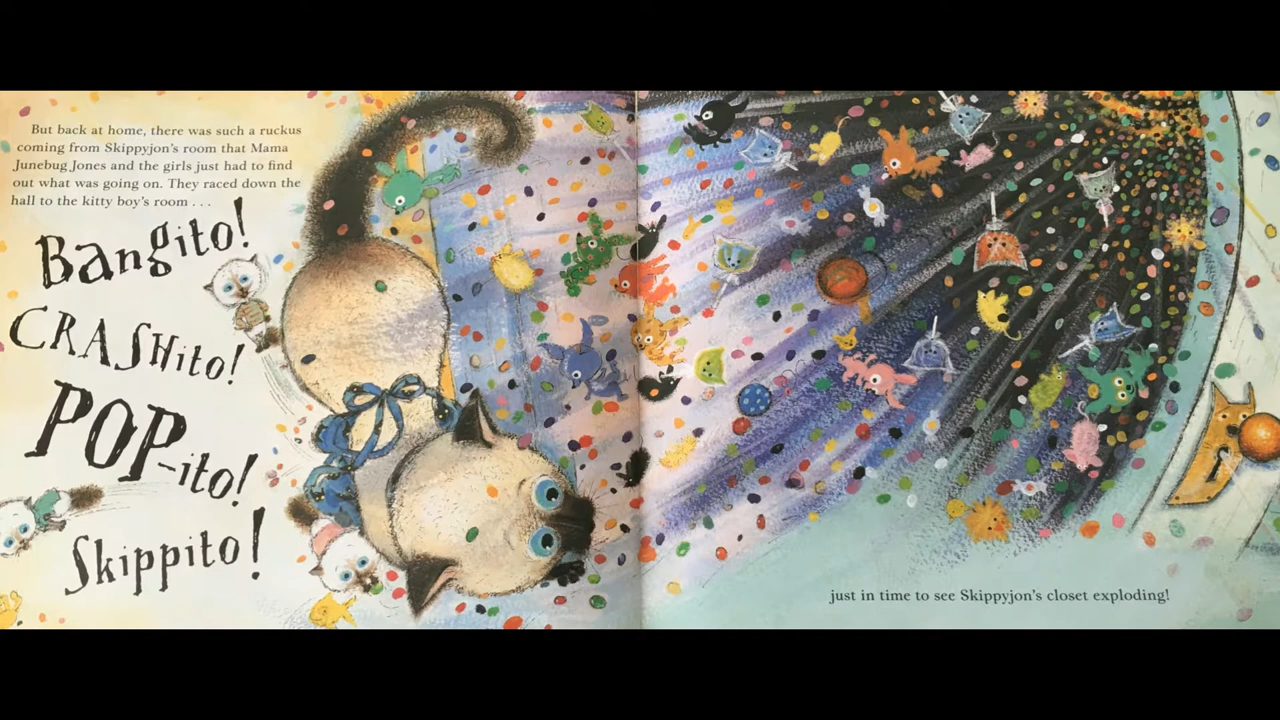 But back at home, there was such a ruckus
coming from Skippyjon's room that Mama
Junebug Jones and the girls just had to find
out what was going on. They raced down the
hall to the kitty boy's room . . .
Bangito!
CRASHito!
POP-ito!
Skippito!
just in time to see Skippyjon's closet exploding!